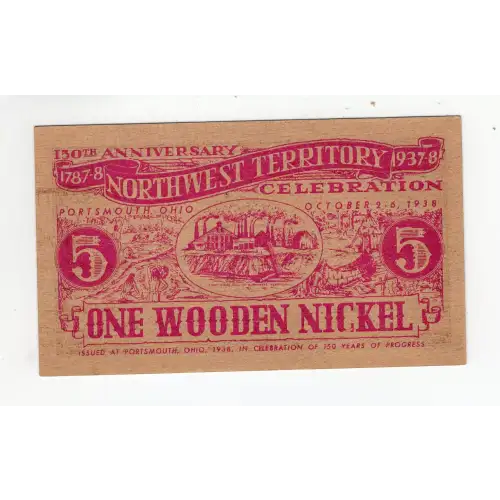 150TH ANNIVERSARY
1787-8 NORTHWEST TERRITORY 1937-8
CELEBRATION
PORTSMOUTH, OHIO OCTOBER 2-6, 1938
5 5
ONE WOODEN NICKEL
ISSUED AT PORTSMOUTH, OHIO, 1938, IN CELEBRATION OF 150 YEARS OF PROGRESS